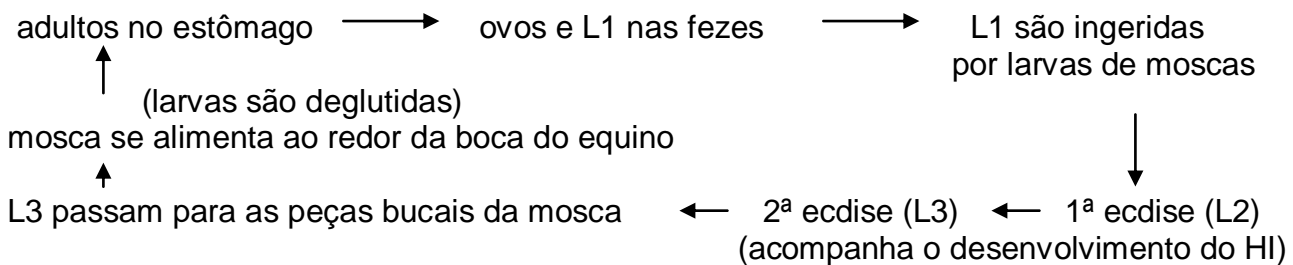 adultos no estômago ovos e L1 nas fezes L1 são ingeridas
por larvas de moscas
(larvas são deglutidas)
mosca se alimenta ao redor da boca do equino
L3 passam para as peças bucais da mosca 2ª ecdise (L3) 1ª ecdise (L2)
(acompanha o desenvolvimento do HI)